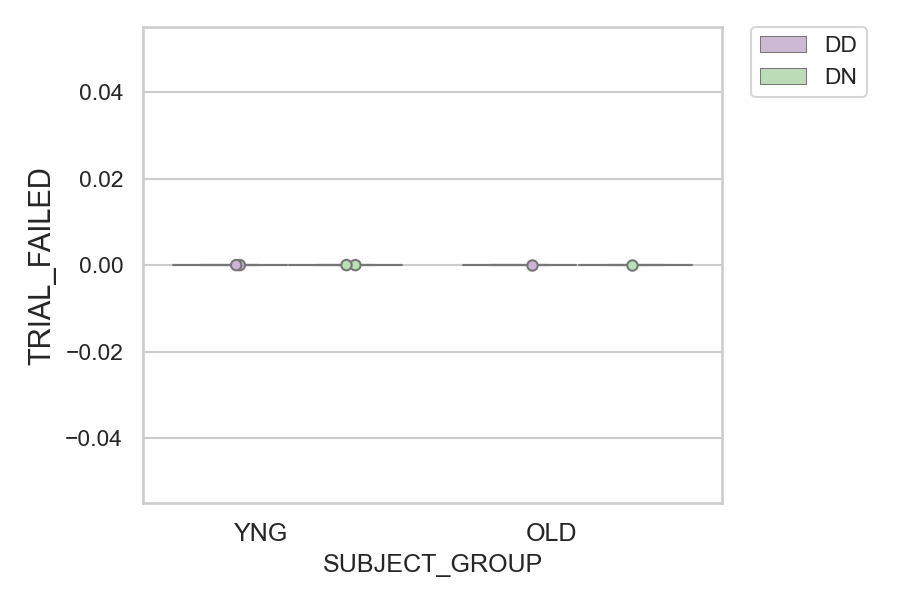 DD
DN
0.04
0.02
0.00
−0.02
−0.04
TRIAL_FAILED
YNG
OLD
SUBJECT_GROUP